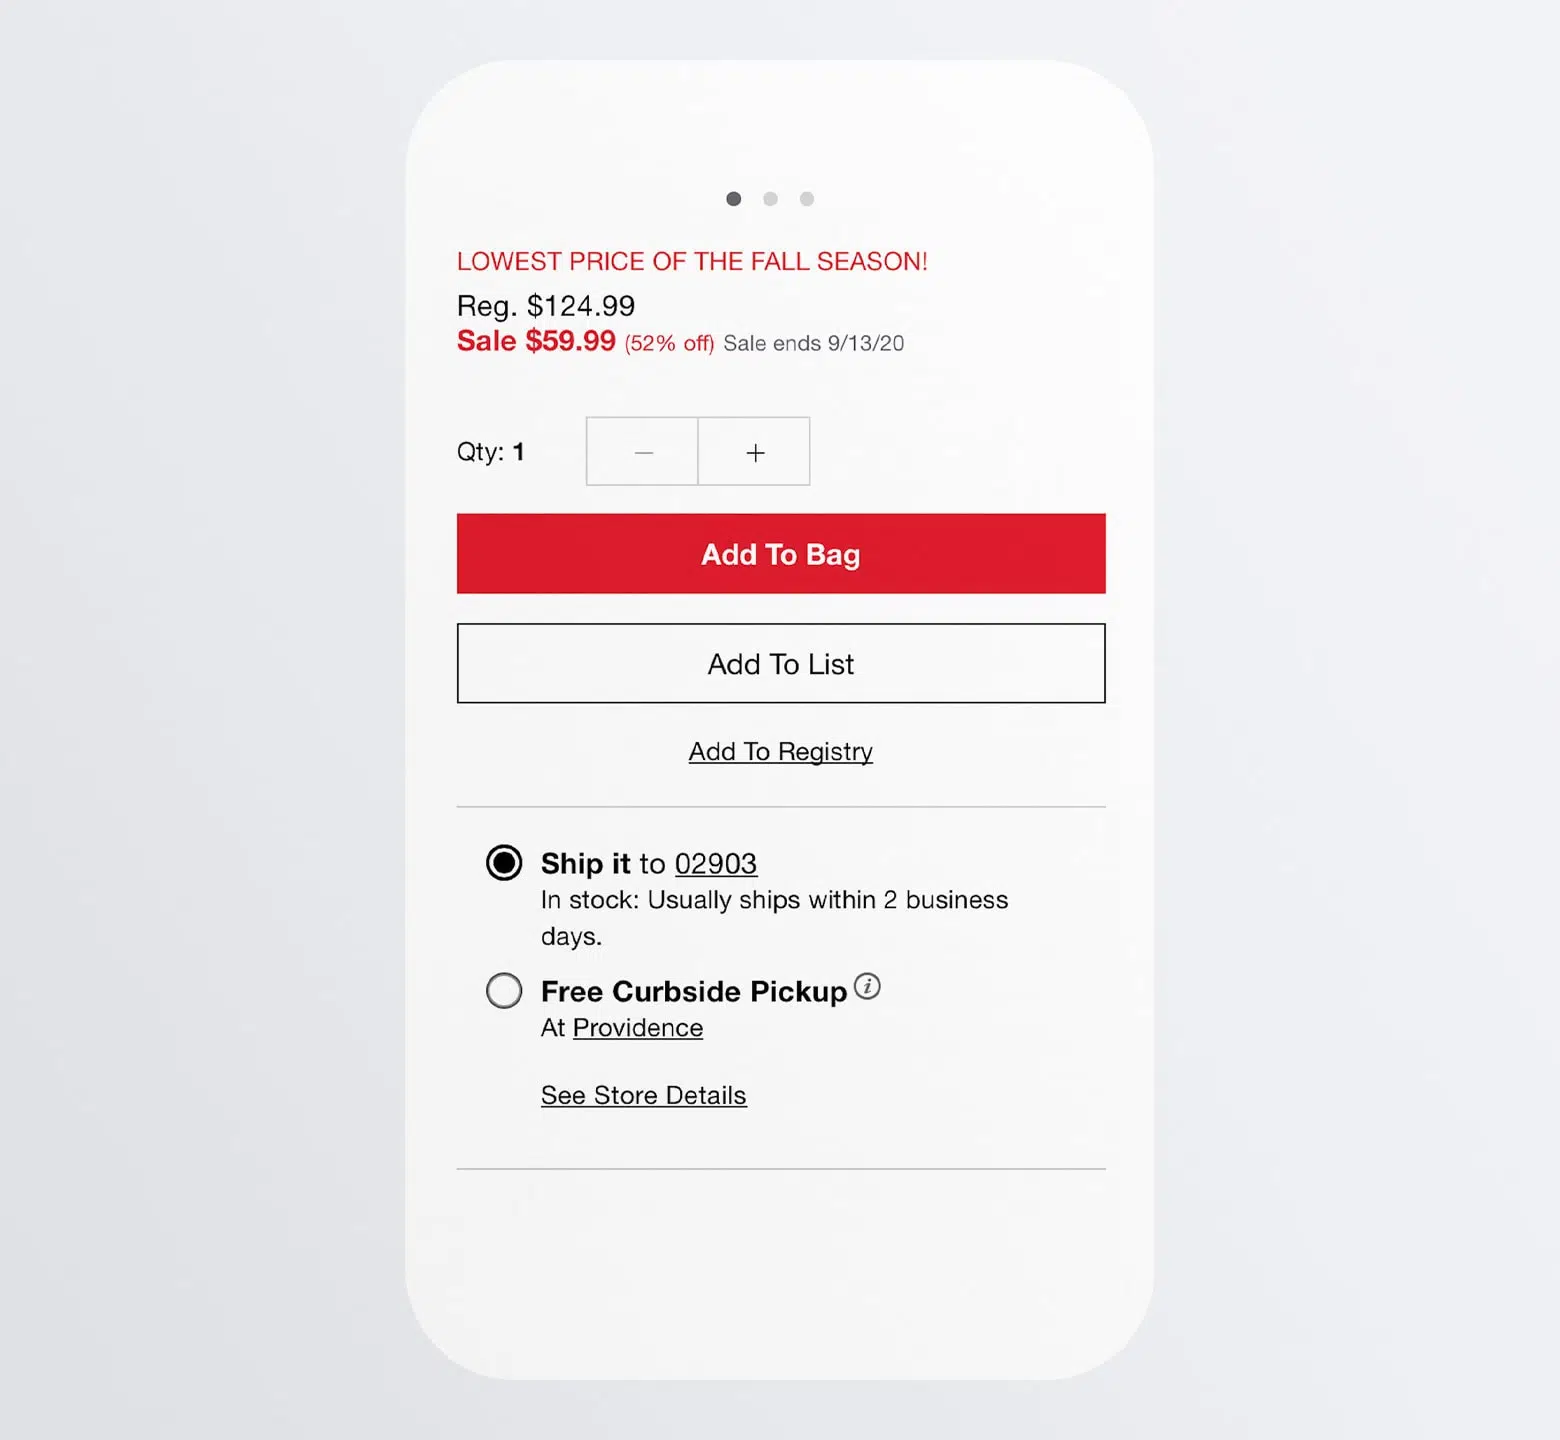 LOWEST PRICE OF THE FALL SEASON!
Reg. $124.99
Sale $59.99 (52% off) Sale ends 9/13/20
Qty: 1 − +
Add To Bag
Add To List
Add To Registry
Ship it to 02903
In stock: Usually ships within 2 business
days.
Free Curbside Pickup i
At Providence
See Store Details